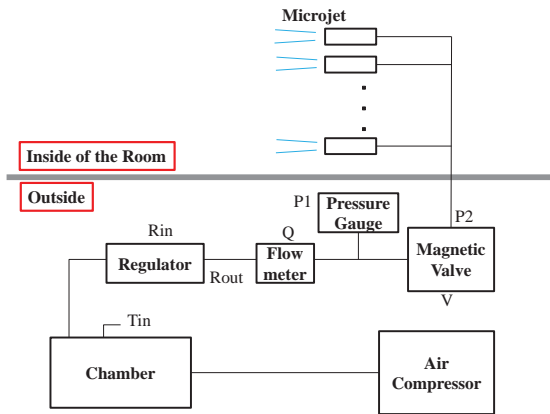 Microjet
Inside of the Room
Outside
P1
Pressure
Gauge
P2
Rin
Q
Regulator
Rout
Flow
meter
Magnetic
Valve
V
Tin
Chamber
Air
Compressor